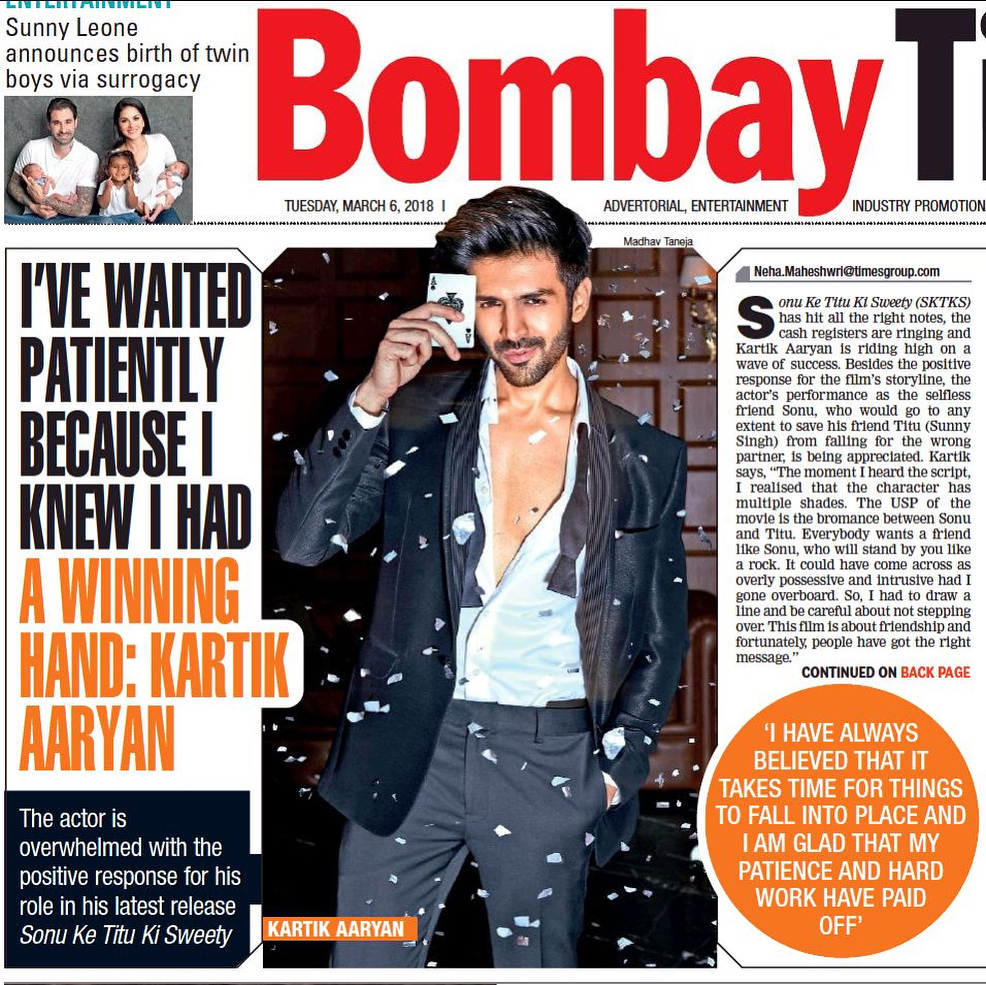 ENTERTAINMENT
Sunny Leone
announces birth of twin
boys via surrogacy
Bombay
TUESDAY, MARCH 6, 2018 |
ADVERTORIAL, ENTERTAINMENT
INDUSTRY PROMOTION
I'VE WAITED
PATIENTLY
BECAUSE I
KNEW I HAD
A WINNING
HAND: KARTIK
AARYAN
The actor is
overwhelmed with the
positive response for his
role in his latest release
Sonu Ke Titu Ki Sweety
Madhav Taneja
A
A
KARTIK AARYAN
Neha.Maheshwri@timesgroup.com
Sonu Ke Titu Ki Sweety (SKTKS)
has hit all the right notes, the
cash registers are ringing and
Kartik Aaryan is riding high on a
wave of success. Besides the positive
response for the film's storyline, the
actor's performance as the selfless
friend Sonu, who would go to any
extent to save his friend Titu (Sunny
Singh) from falling for the wrong
partner, is being appreciated. Kartik
says, “The moment I heard the script,
I realised that the character has
multiple shades. The USP of the
movie is the bromance between Sonu
and Titu. Everybody wants a friend
like Sonu, who will stand by you like
a rock. It could have come across as
overly possessive and intrusive had I
gone overboard. So, I had to draw a
line and be careful about not stepping
over. This film is about friendship and
fortunately, people have got the right
message.”
CONTINUED ON BACK PAGE
‘I HAVE ALWAYS
BELIEVED THAT IT
TAKES TIME FOR THINGS
TO FALL INTO PLACE AND
I AM GLAD THAT MY
PATIENCE AND HARD
WORK HAVE PAID
OFF’